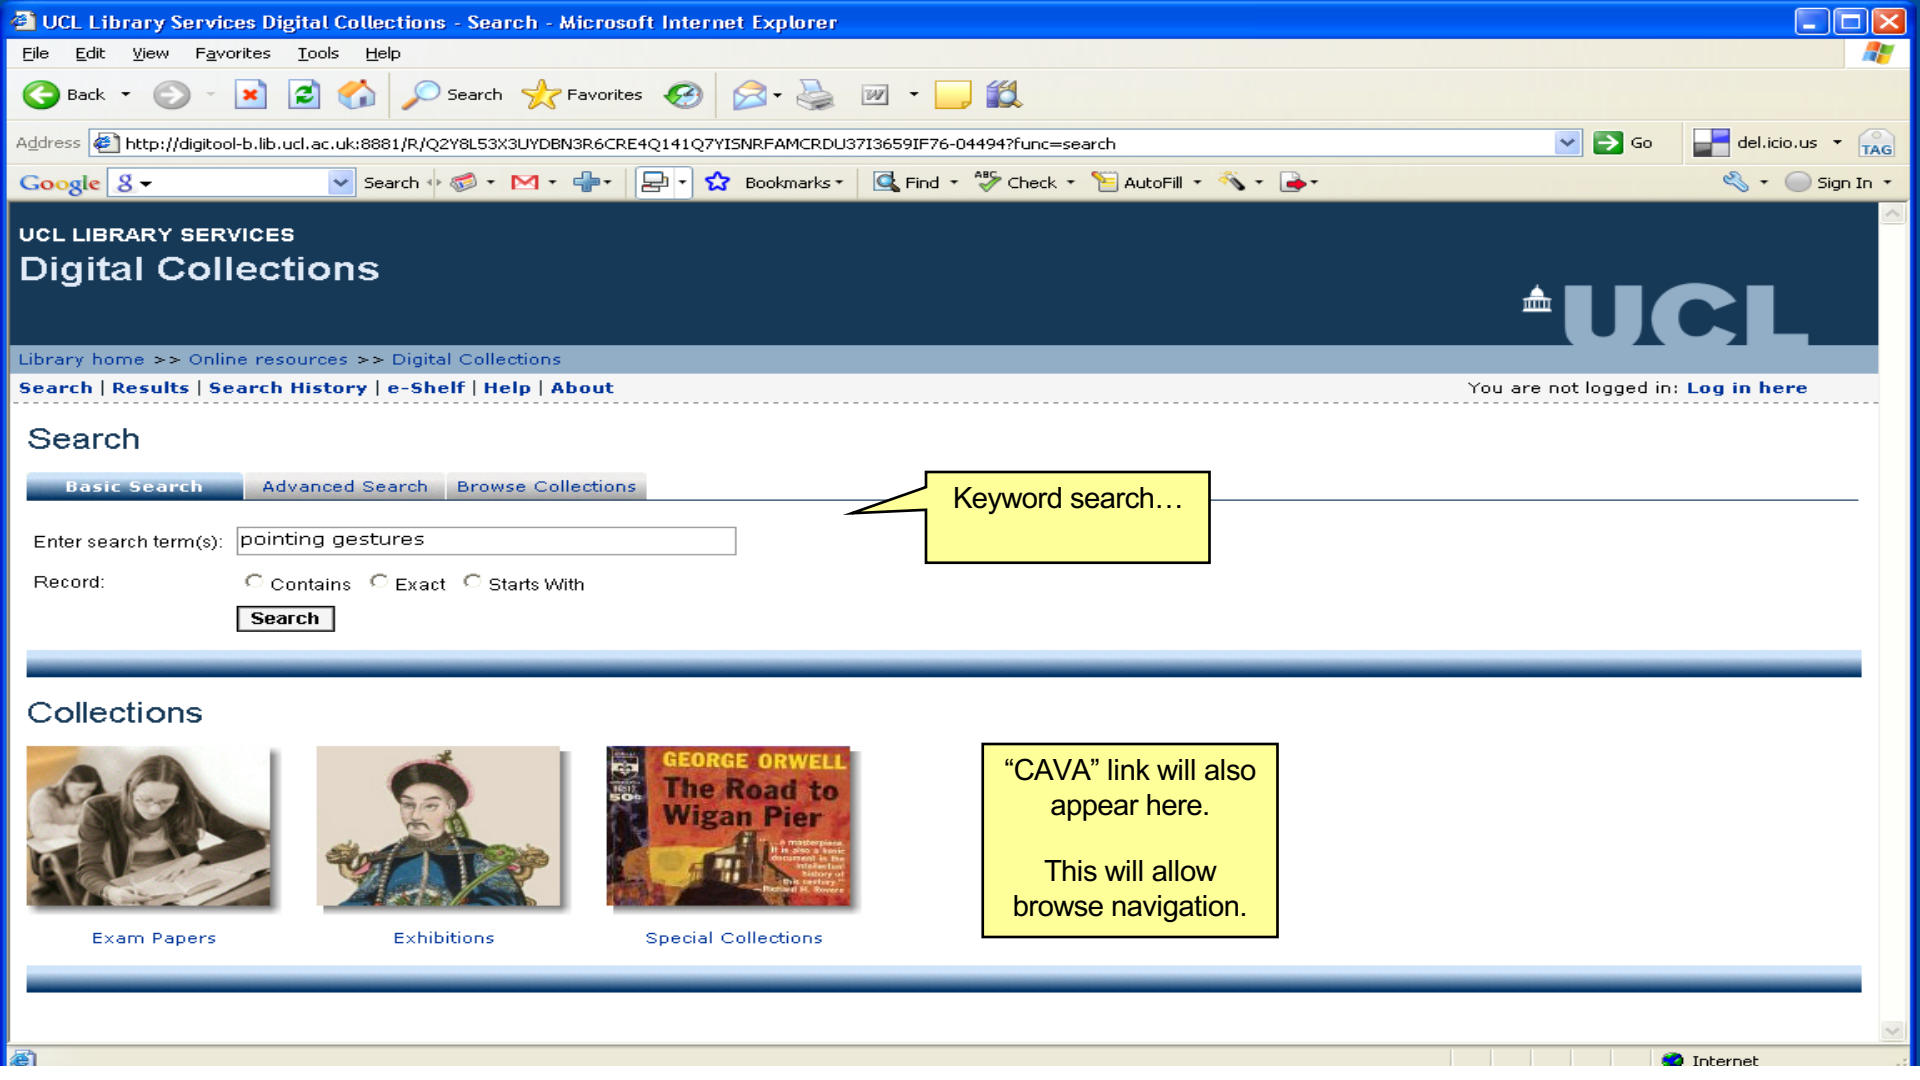 UCL Library Services Digital Collections - Search - Microsoft Internet Explorer
File Edit View Favorites Tools Help
Back Search Favorites
Address http://digitool-b.lib.ucl.ac.uk:8881/R/Q2Y8L53X3UYDBN3R6CRE4Q141Q7YISNRFAMCRDU37I3659IF76-04494?func=search Go del.icio.us TAG
Google Search Bookmarks Find ABC Check AutoFill Sign In
UCL LIBRARY SERVICES
Digital Collections
UCL
Library home >> Online resources >> Digital Collections
Search | Results | Search History | e-Shelf | Help | About You are not logged in: Log in here
Search
Basic Search Advanced Search Browse Collections
Keyword search…
Enter search term(s): pointing gestures
Record: Contains Exact Starts With
Search
Collections
GEORGE ORWELL
The Road to
Wigan Pier
50c
“CAVA” link will also
appear here.
This will allow
browse navigation.
Exam Papers Exhibitions Special Collections
Internet